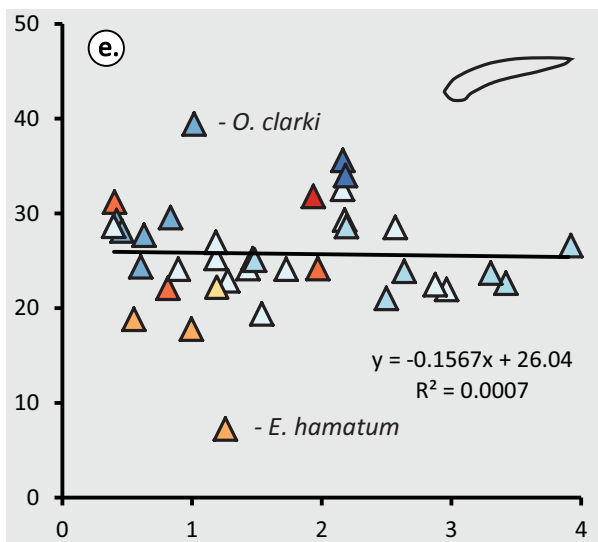 50
e.
40
- O. clarki
30
20
y = -0.1567x + 26.04
R² = 0.0007
10
- E. hamatum
0
0 1 2 3 4